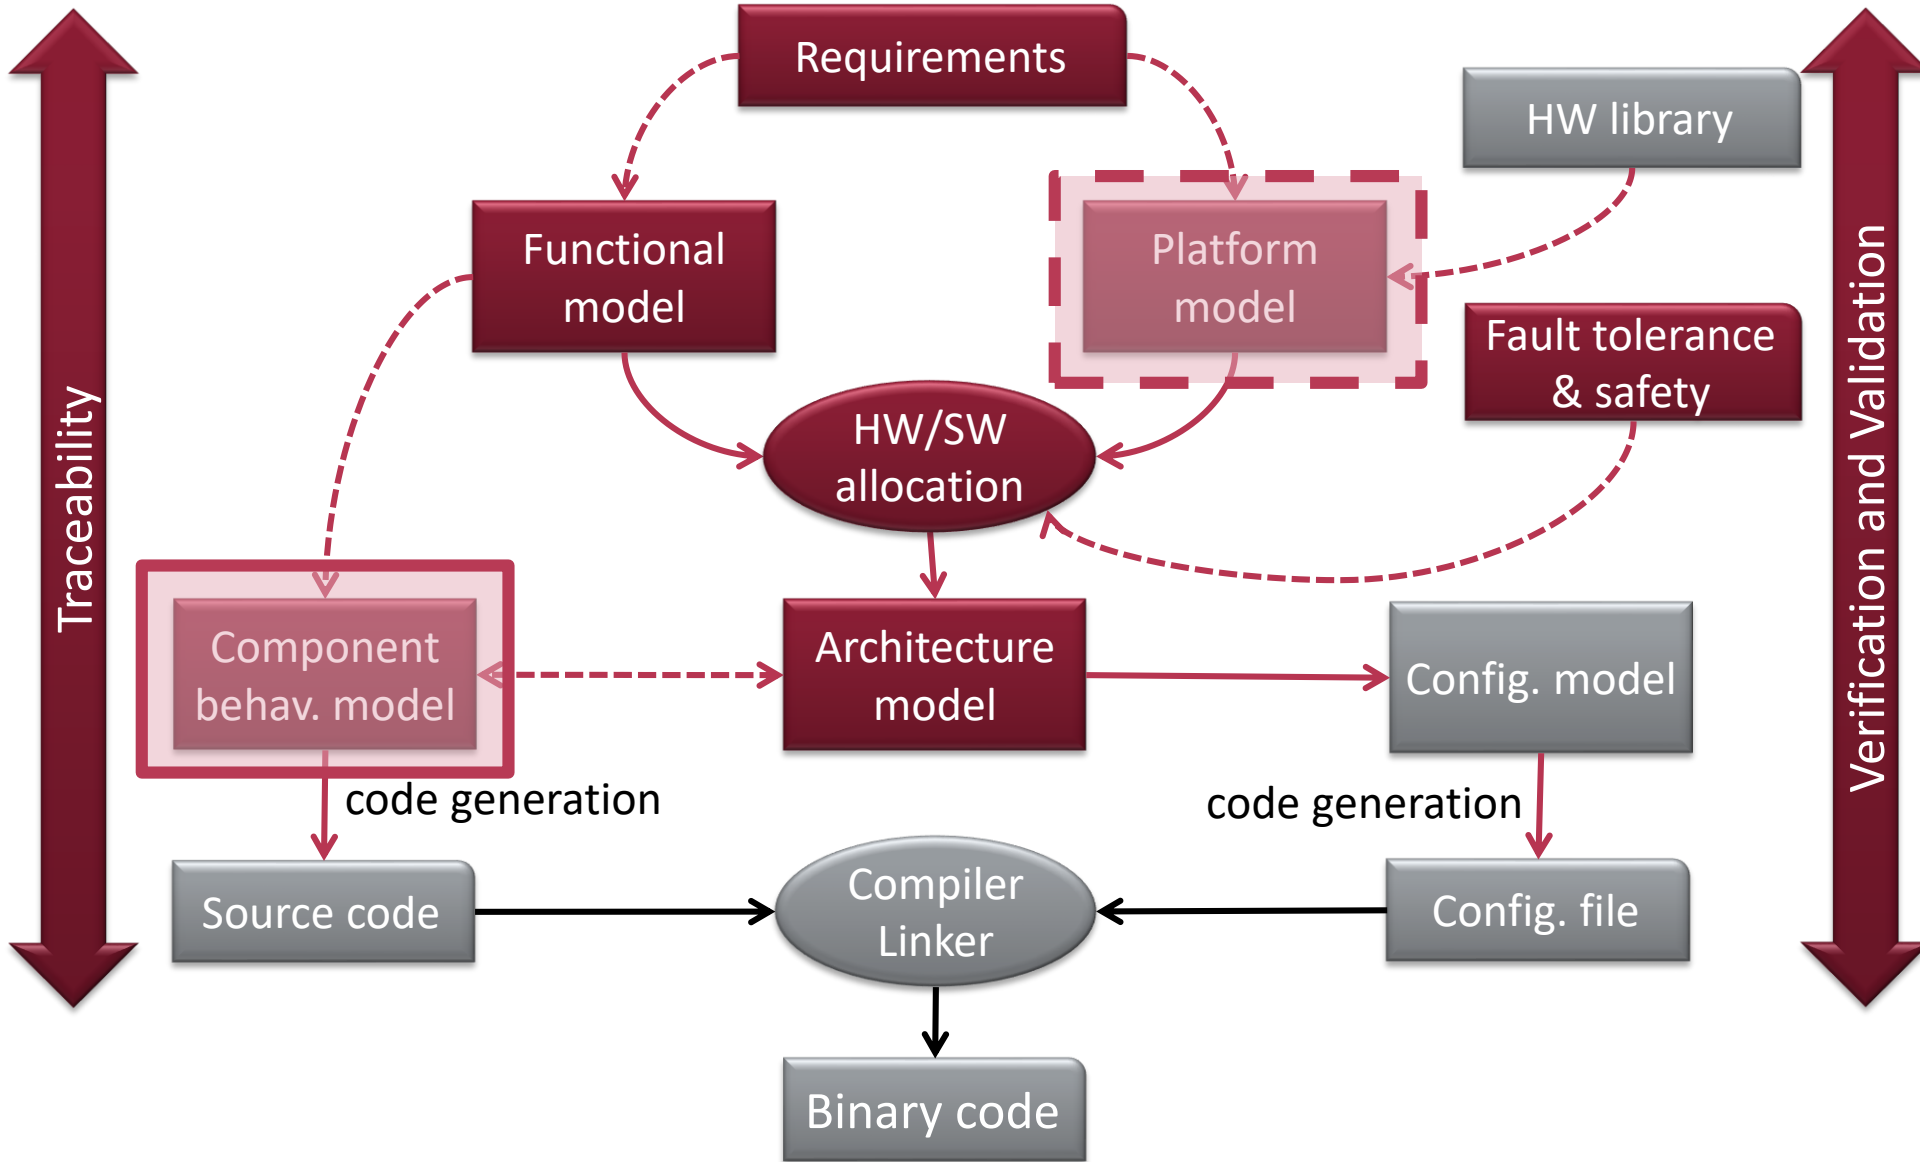 Requirements
HW library
Functional
model
Platform
model
Fault tolerance
& safety
HW/SW
allocation
Traceability
Verification and Validation
Component
behav. model
Architecture
model
Config. model
code generation
code generation
Source code
Compiler
Linker
Config. file
Binary code